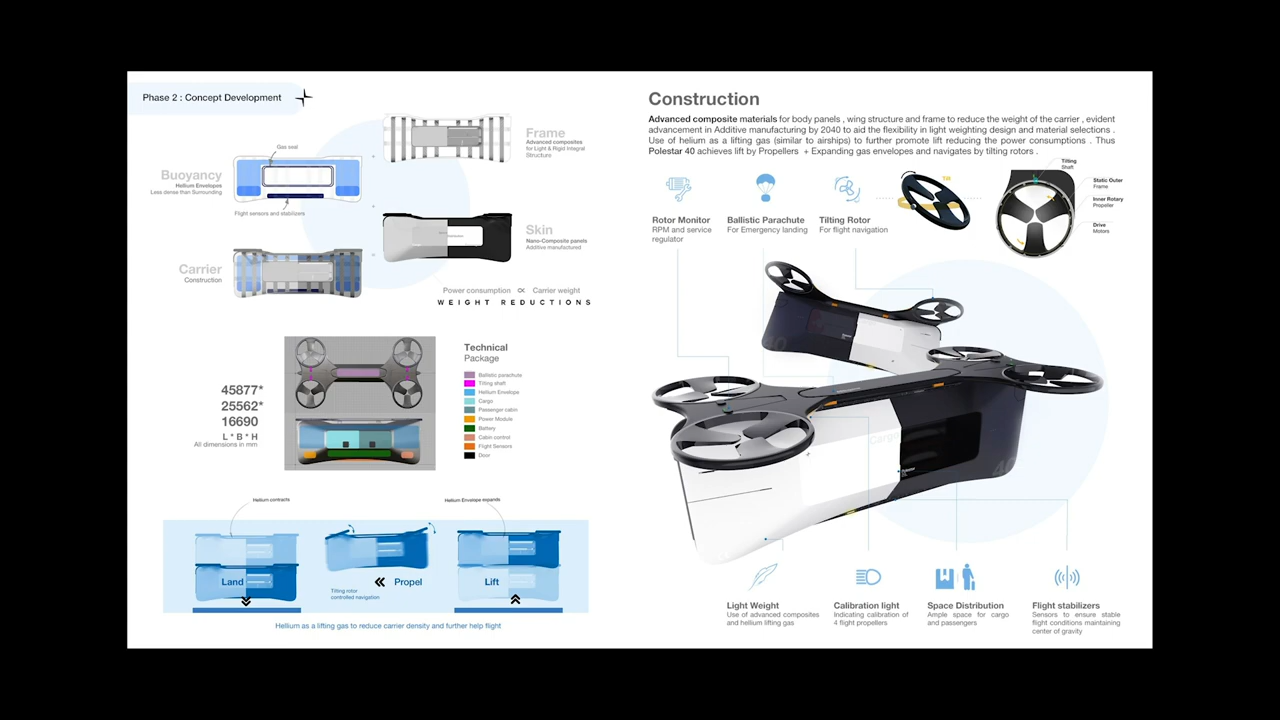 Phase 2 : Concept Development
Frame
Advanced composites
for Light & Rigid Integral
Structure
Gas seal
Buoyancy
Helium Envelopes
Less dense than Surrounding
Flight sensors and stabilizers
Skin
Nano-Composite panels
Additive manufactured
Carrier
Construction
Power consumption ∝ Carrier weight
WEIGHT REDUCTIONS
45877*
25562*
16690
L * B * H
All dimensions in mm
Technical
Package
Ballistic parachute
Tilting shaft
Helium Envelope
Cargo
Passenger cabin
Power Module
Battery
Cabin control
Flight Sensors
Door
Helium contracts
Helium Envelope expands
Land
Propel
Tilting rotor
controlled navigation
Lift
Hellium as a lifting gas to reduce carrier density and further help flight
Construction
Advanced composite materials for body panels , wing structure and frame to reduce the weight of the carrier , evident
advancement in Additive manufacturing by 2040 to aid the flexibility in light weighting design and material selections .
Use of helium as a lifting gas (similar to airships) to further promote lift reducing the power consumptions . Thus
Polestar 40 achieves lift by Propellers + Expanding gas envelopes and navigates by tilting rotors .
Rotor Monitor
RPM and service
regulator
Ballistic Parachute
For Emergency landing
Tilting Rotor
For flight navigation
Tilt
Tilting
Shaft
Static Outer
Frame
Inner Rotary
Propeller
Drive
Motors
Cargo
Polestar
40
Light Weight
Use of advanced composites
and helium lifting gas
Calibration light
Indicating calibration of
4 flight propellers
Space Distribution
Ample space for cargo
and passengers
Flight stabilizers
Sensors to ensure stable
flight conditions maintaining
center of gravity